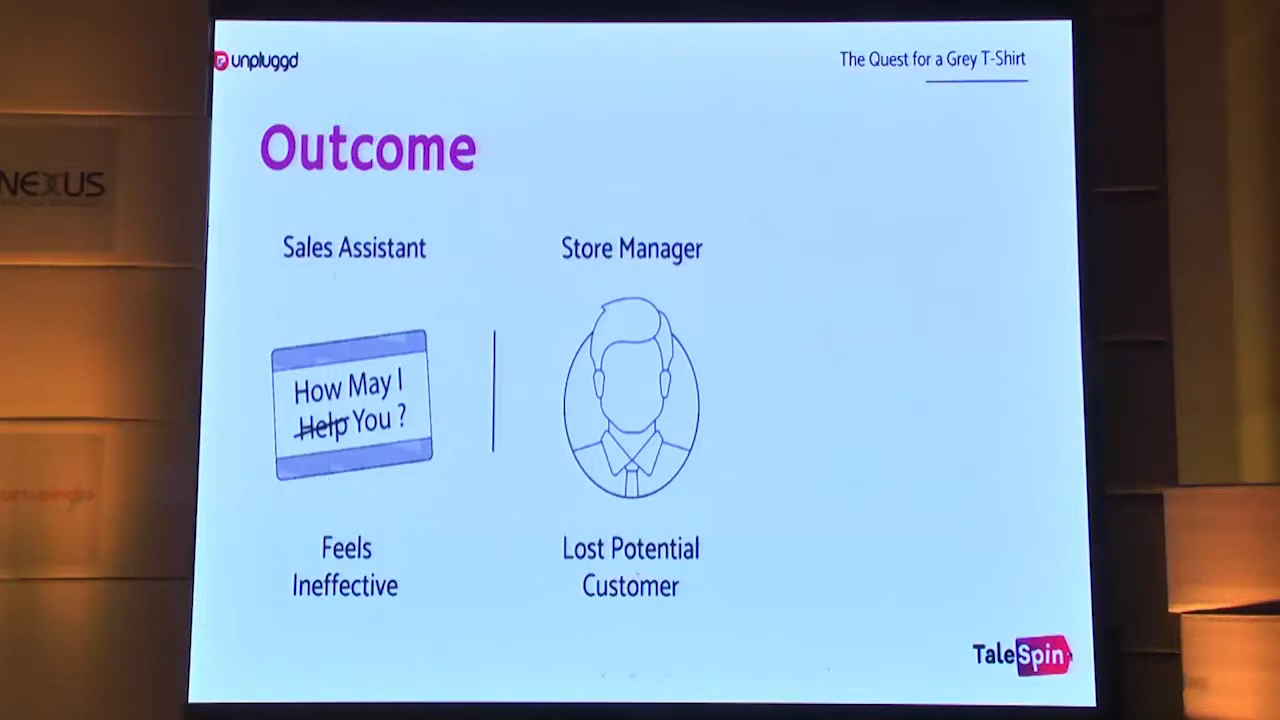 unpluggd
The Quest for a Grey T-Shirt
NEXUS
Outcome
Sales Assistant
Store Manager
How May I
Help You ?
Feels
Ineffective
Lost Potential
Customer
TaleSpin